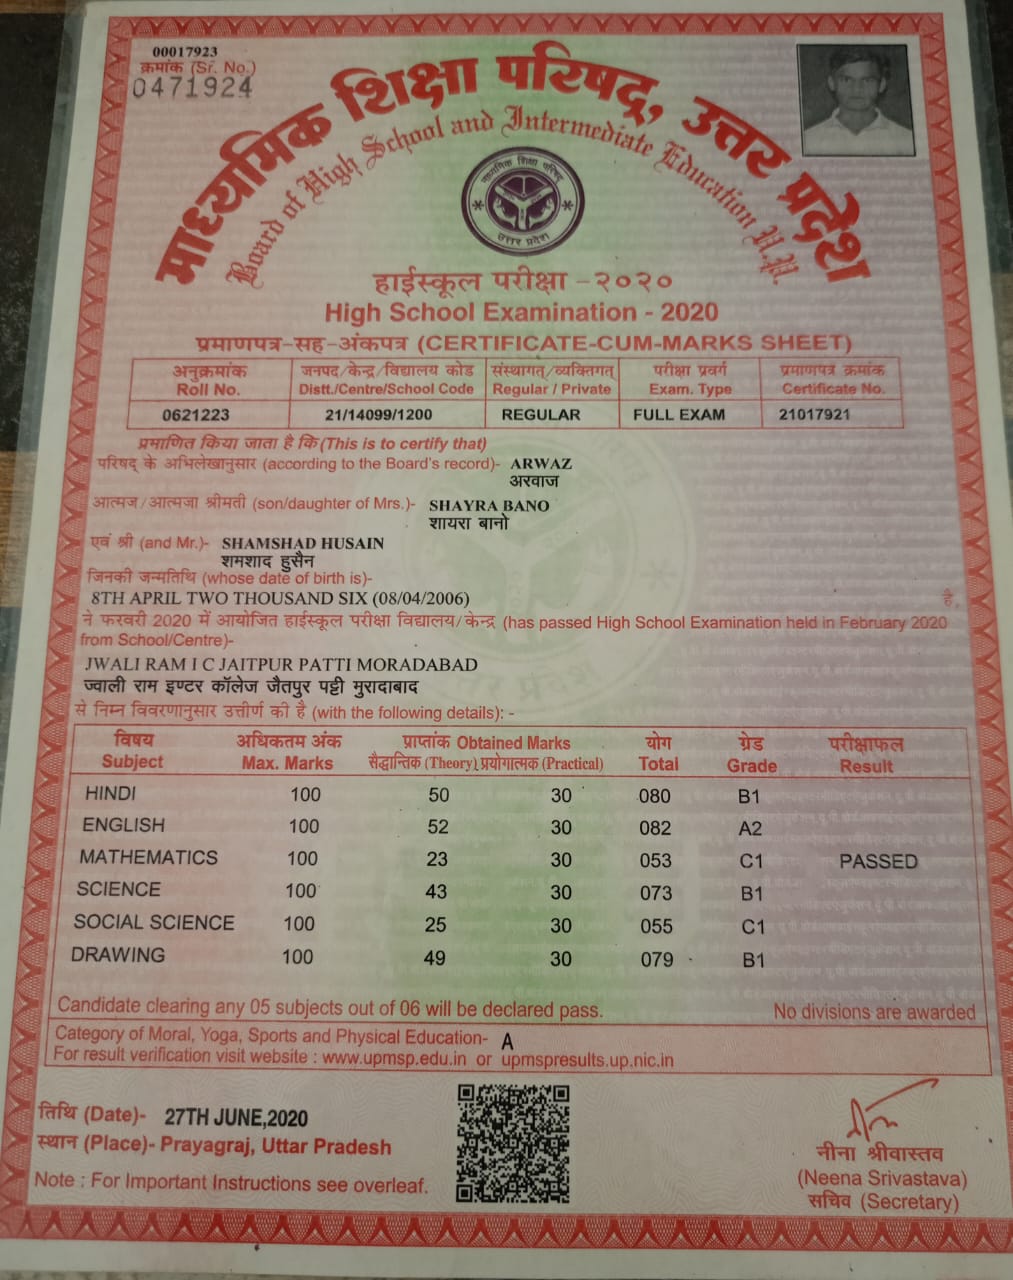 00017923
क्रमांक (Sr. No.)
0471924
माध्यमिक शिक्षा परिषद्, उत्तर प्रदेश
Board of High School and Intermediate Education U.P.
माध्यमिक शिक्षा परिषद्
उत्तर प्रदेश
हाईस्कूल परीक्षा -२०२०
High School Examination - 2020
प्रमाणपत्र-सह-अंकपत्र (CERTIFICATE-CUM-MARKS SHEET)
अनुक्रमांक जनपद/केन्द्र/विद्यालय कोड संस्थागत्/व्यक्तिगत् परीक्षा प्रवर्ग प्रमाणपत्र क्रमांक
Roll No. Distt./Centre/School Code Regular / Private Exam. Type Certificate No.
0621223 21/14099/1200 REGULAR FULL EXAM 21017921
प्रमाणित किया जाता है कि (This is to certify that)
परिषद् के अभिलेखानुसार (according to the Board's record)- ARWAZ
अरवाज
आत्मज/आत्मजा श्रीमती (son/daughter of Mrs.)- SHAYRA BANO
शायरा बानो
एवं श्री (and Mr.)- SHAMSHAD HUSAIN
शमशाद हुसैन
जिनकी जन्मतिथि (whose date of birth is)-
8TH APRIL TWO THOUSAND SIX (08/04/2006)
ने फरवरी 2020 में आयोजित हाईस्कूल परीक्षा विद्यालय/केन्द्र (has passed High School Examination held in February 2020
from School/Centre)-
JWALI RAM I C JAITPUR PATTI MORADABAD
ज्वाली राम इण्टर कॉलेज जैतपुर पट्टी मुरादाबाद
से निम्न विवरणानुसार उत्तीर्ण की है (with the following details): -
विषय अधिकतम अंक प्राप्तांक Obtained Marks योग ग्रेड परीक्षाफल
Subject Max. Marks सैद्धान्तिक (Theory) प्रयोगात्मक (Practical) Total Grade Result
HINDI 100 50 30 080 B1
ENGLISH 100 52 30 082 A2
MATHEMATICS 100 23 30 053 C1 PASSED
SCIENCE 100 43 30 073 B1
SOCIAL SCIENCE 100 25 30 055 C1
DRAWING 100 49 30 079 B1
Candidate clearing any 05 subjects out of 06 will be declared pass. No divisions are awarded
Category of Moral, Yoga, Sports and Physical Education- A
For result verification visit website : www.upmsp.edu.in or upmspresults.up.nic.in
तिथि (Date)- 27TH JUNE,2020
स्थान (Place)- Prayagraj, Uttar Pradesh
Note : For Important Instructions see overleaf.
नीना श्रीवास्तव
(Neena Srivastava)
सचिव (Secretary)